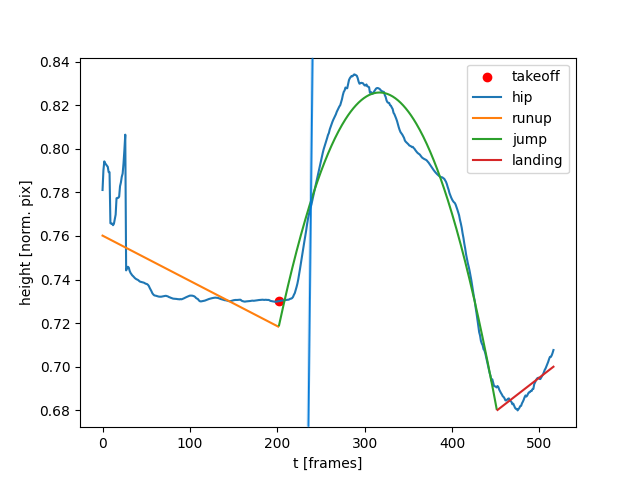 0.84
0.82
0.80
0.78
0.76
0.74
0.72
0.70
0.68
height [norm. pix]
takeoff
hip
runup
jump
landing
0 100 200 300 400 500
t [frames]